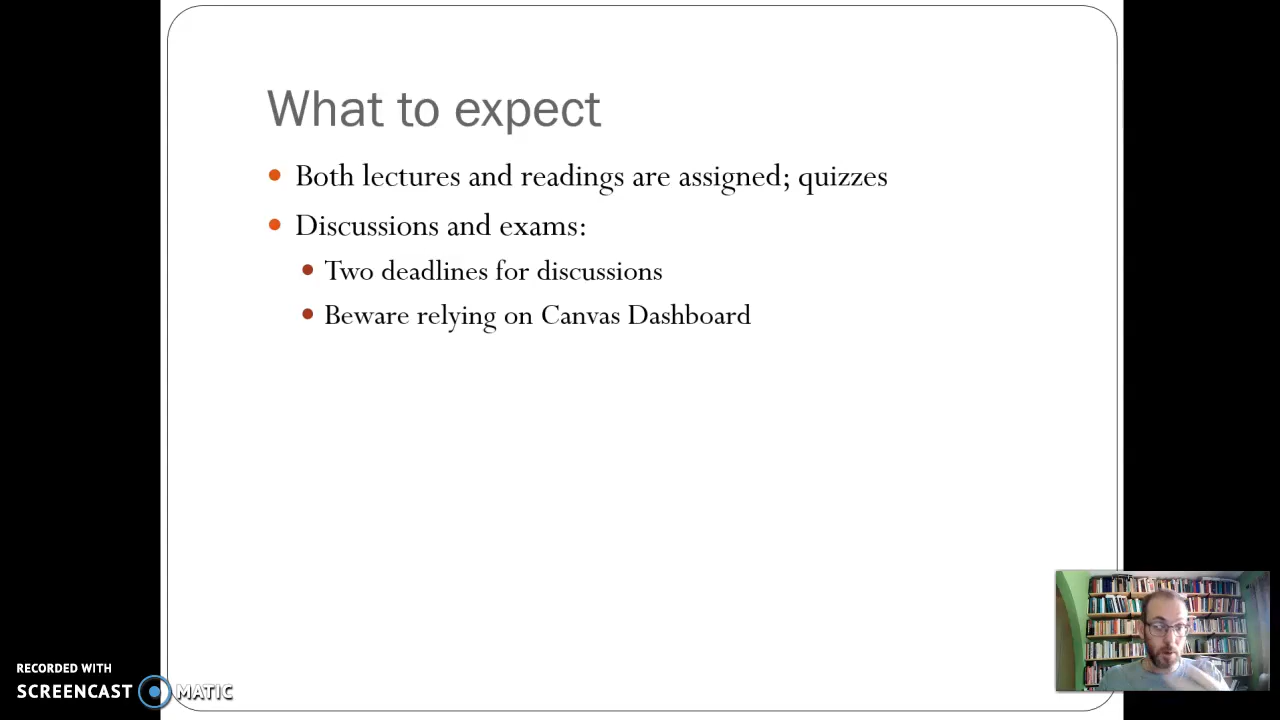 What to expect
Both lectures and readings are assigned; quizzes
Discussions and exams:
Two deadlines for discussions
Beware relying on Canvas Dashboard
RECORDED WITH
SCREENCAST MATIC